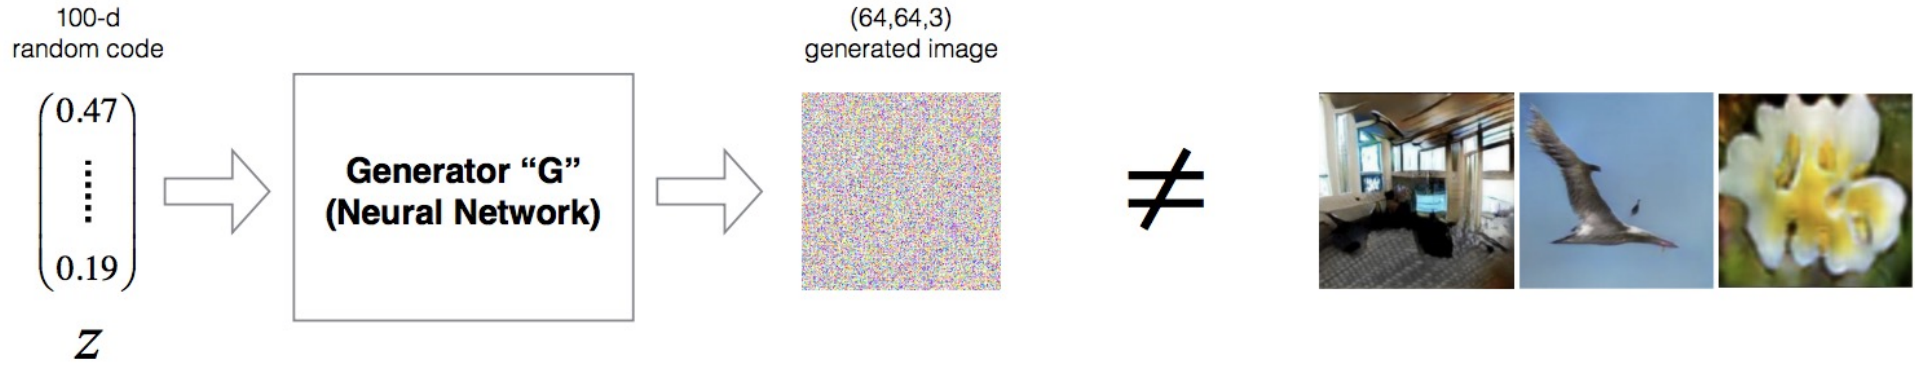 100-d
random code
(0.47
0.19)
z
Generator “G”
(Neural Network)
(64,64,3)
generated image
≠